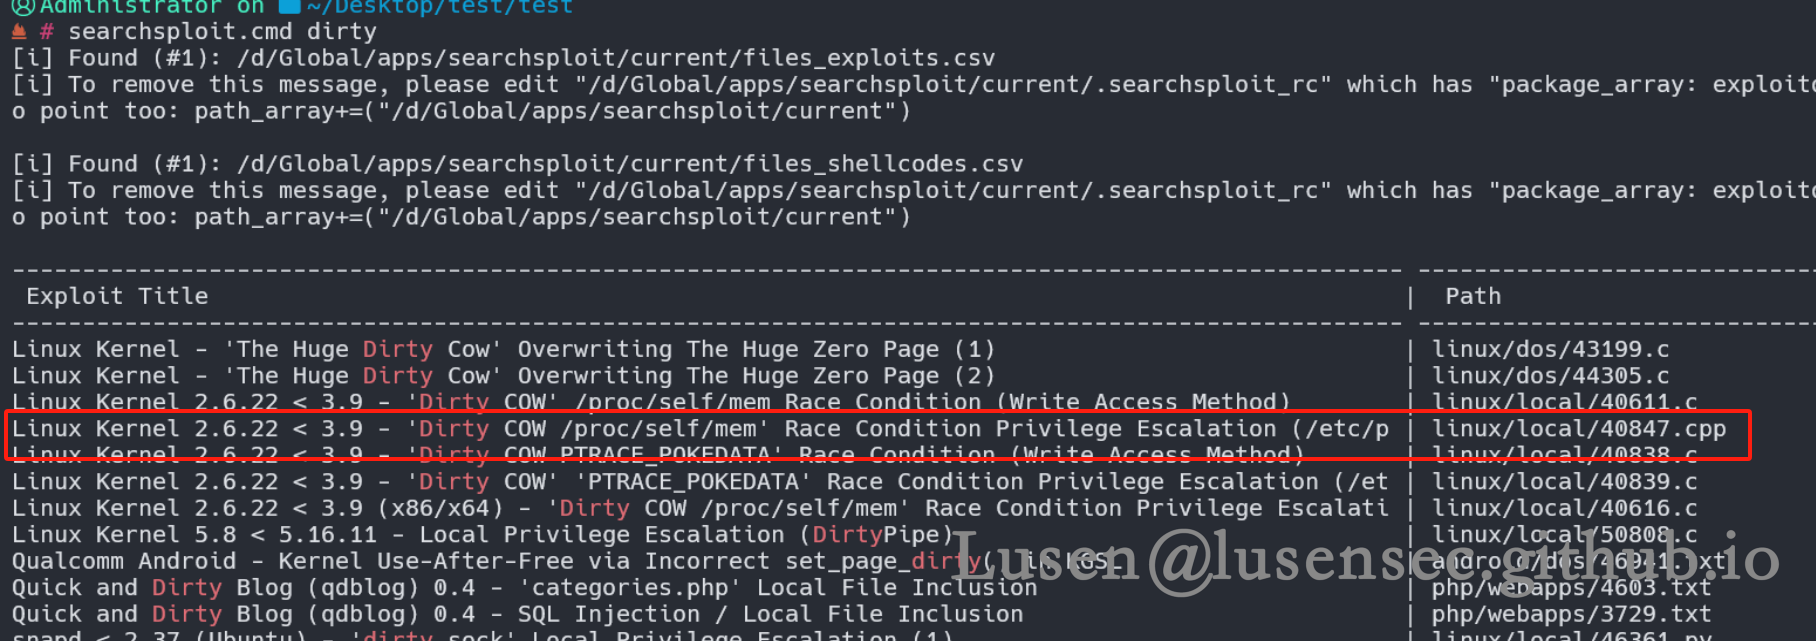 Administrator on ~/Desktop/test/test
# searchsploit.cmd dirty
[i] Found (#1): /d/Global/apps/searchsploit/current/files_exploits.csv
[i] To remove this message, please edit "/d/Global/apps/searchsploit/current/.searchsploit_rc" which has "package_array: exploit
o point too: path_array+=("/d/Global/apps/searchsploit/current")
[i] Found (#1): /d/Global/apps/searchsploit/current/files_shellcodes.csv
[i] To remove this message, please edit "/d/Global/apps/searchsploit/current/.searchsploit_rc" which has "package_array: exploit
o point too: path_array+=("/d/Global/apps/searchsploit/current")
Exploit Title | Path
Linux Kernel - 'The Huge Dirty Cow' Overwriting The Huge Zero Page (1) | linux/dos/43199.c
Linux Kernel - 'The Huge Dirty Cow' Overwriting The Huge Zero Page (2) | linux/dos/44305.c
Linux Kernel 2.6.22 < 3.9 - 'Dirty COW' /proc/self/mem Race Condition (Write Access Method) | linux/local/40611.c
Linux Kernel 2.6.22 < 3.9 - 'Dirty COW /proc/self/mem' Race Condition Privilege Escalation (/etc/p | linux/local/40847.cpp
Linux Kernel 2.6.22 < 3.9 - 'Dirty COW PTRACE_POKEDATA' Race Condition (Write Access Method) | linux/local/40838.c
Linux Kernel 2.6.22 < 3.9 - 'Dirty COW' 'PTRACE_POKEDATA' Race Condition Privilege Escalation (/et | linux/local/40839.c
Linux Kernel 2.6.22 < 3.9 (x86/x64) - 'Dirty COW /proc/self/mem' Race Condition Privilege Escalati | linux/local/40616.c
Linux Kernel 5.8 < 5.16.11 - Local Privilege Escalation (DirtyPipe) | linux/local/50808.c
Qualcomm Android - Kernel Use-After-Free via Incorrect set_page_dirty( in KGSL | android/dos/46941.txt
Quick and Dirty Blog (qdblog) 0.4 - 'categories.php' Local File Inclusion | php/webapps/4603.txt
Quick and Dirty Blog (qdblog) 0.4 - SQL Injection / Local File Inclusion | php/webapps/3729.txt
snapd < 2.37 (Ubuntu) - 'dirty_sock' Local Privilege Escalation (1) | linux/local/46361.py
Lusen@lusensec.github.io